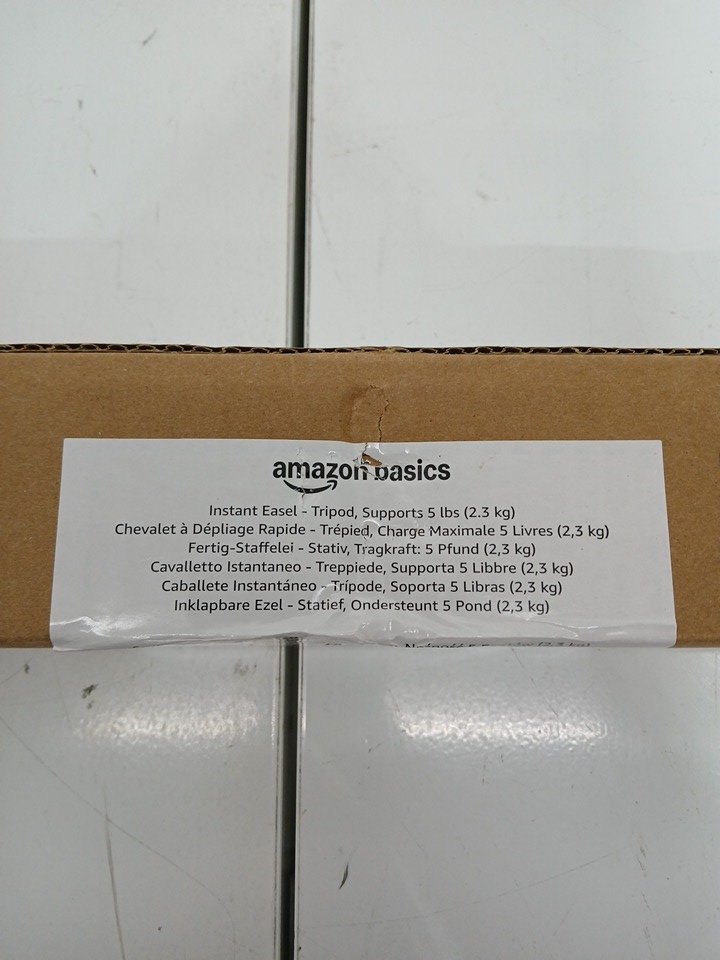 amazon basics
Instant Easel - Tripod, Supports 5 lbs (2.3 kg)
Chevalet à Dépliage Rapide - Trépied, Charge Maximale 5 Livres (2,3 kg)
Fertig-Staffelei - Stativ, Tragkraft: 5 Pfund (2,3 kg)
Cavalletto Istantaneo - Treppiede, Supporta 5 Libbre (2,3 kg)
Caballete Instantáneo - Trípode, Soporta 5 Libras (2,3 kg)
Inklapbare Ezel - Statief, Ondersteunt 5 Pond (2,3 kg)
(2,3 kg)